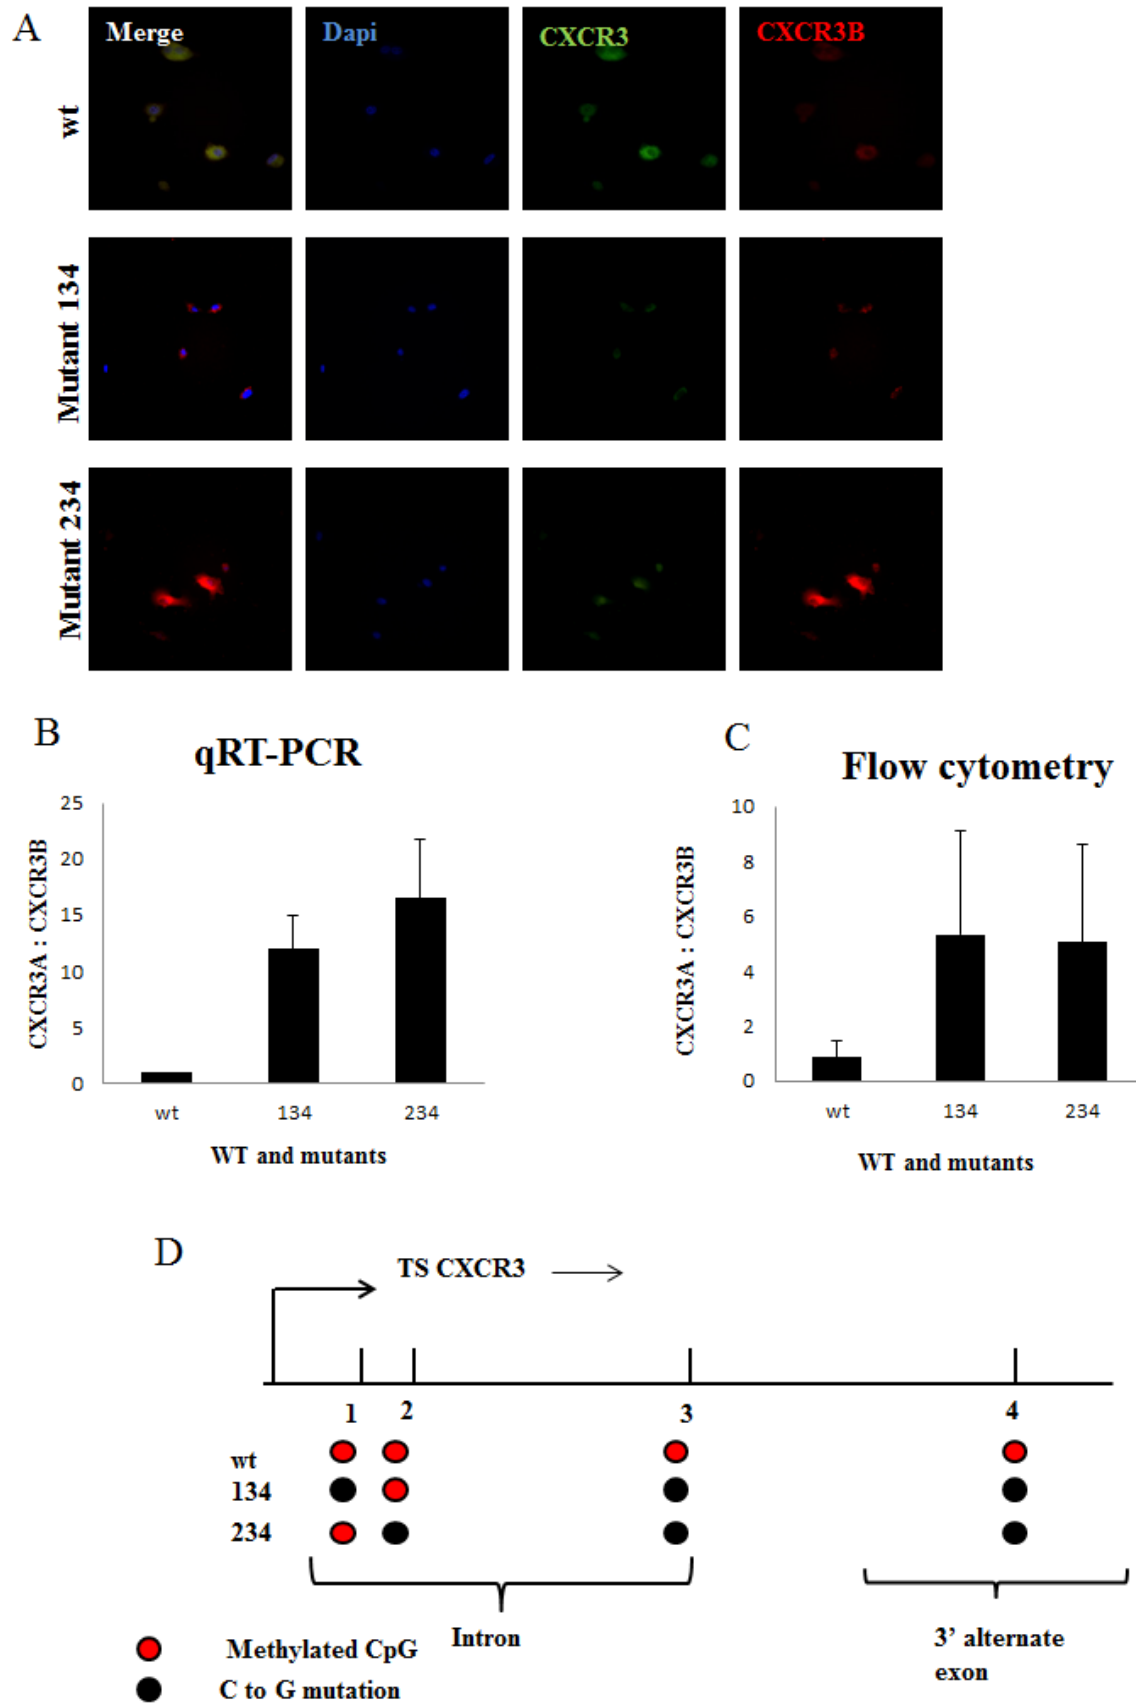 A
Merge
Dapi
CXCR3
CXCR3B
wt
Mutant 134
Mutant 234
B
qRT-PCR
CXCR3A : CXCR3B
25
20
15
10
5
0
wt 134 234
WT and mutants
C
Flow cytometry
CXCR3A : CXCR3B
10
8
6
4
2
0
wt 134 234
WT and mutants
D
TS CXCR3
1 2 3 4
wt
134
234
Intron
3’ alternate
exon
Methylated CpG
C to G mutation